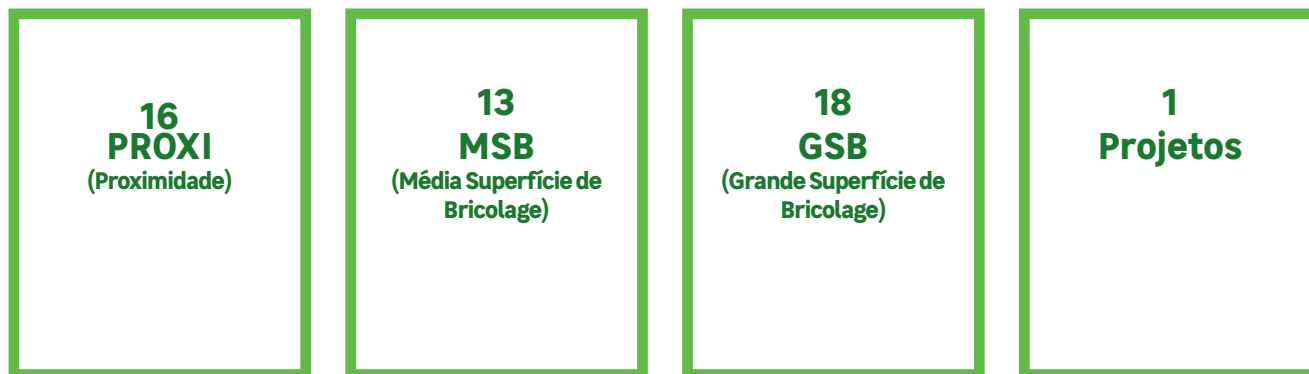 16
PROXI
(Proximidade)
13
MSB
(Média Superfície de
Bricolage)
18
GSB
(Grande Superfície de
Bricolage)
1
Projetos